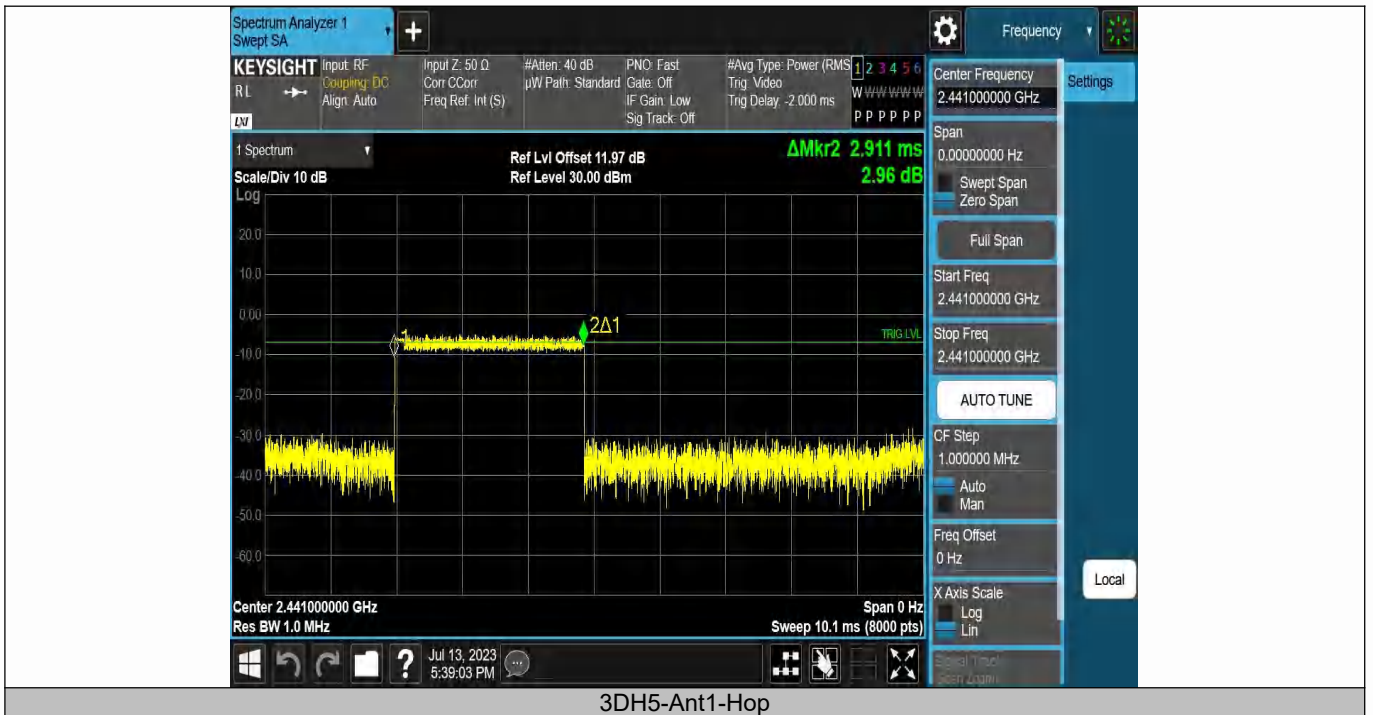 Spectrum Analyzer 1
Swept SA
Frequency
KEYSIGHT
RL
LXI
Input: RF
Coupling: DC
Align: Auto
Input Z: 50 Ω
Corr CCorr
Freq Ref: Int (S)
#Atten: 40 dB
µW Path: Standard
PNO: Fast
Gate: Off
IF Gain: Low
Sig Track: Off
#Avg Type: Power (RMS
Trig: Video
Trig Delay: -2.000 ms
1 2 3 4 5 6
W W W W W W
P P P P P P
Center Frequency
2.441000000 GHz
Settings
1 Spectrum
Scale/Div 10 dB
Log
Ref Lvl Offset 11.97 dB
Ref Level 30.00 dBm
ΔMkr2 2.911 ms
2.96 dB
Span
0.00000000 Hz
Swept Span
Zero Span
Full Span
Start Freq
2.441000000 GHz
Stop Freq
2.441000000 GHz
AUTO TUNE
CF Step
1.000000 MHz
Auto
Man
Freq Offset
0 Hz
X Axis Scale
Log
Lin
Signal Track
Local
20.0
10.0
0.00
-10.0
-20.0
-30.0
-40.0
-50.0
-60.0
1
2Δ1
TRIG LVL
Center 2.441000000 GHz
Res BW 1.0 MHz
Span 0 Hz
Sweep 10.1 ms (8000 pts)
?
Jul 13, 2023
5:39:03 PM
3DH5-Ant1-Hop